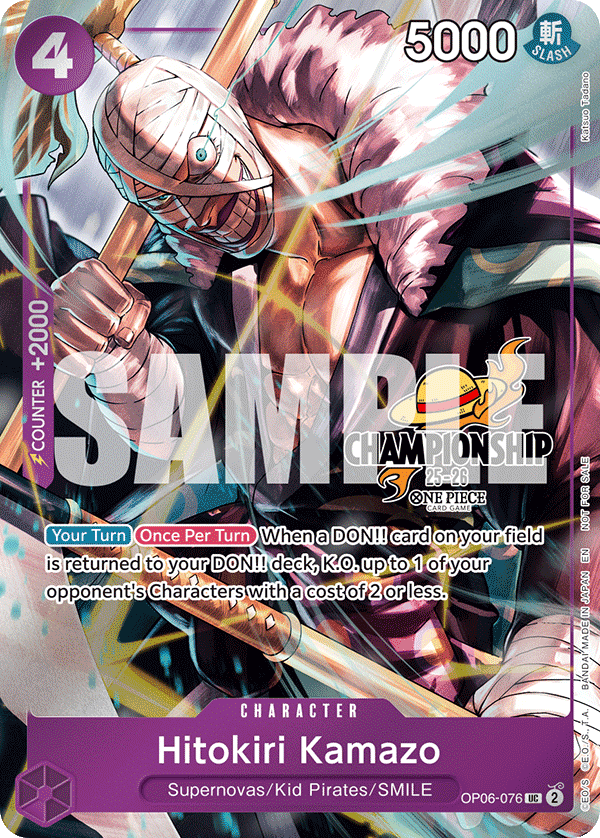 4
5000
斬
SLASH
Katsuo Tadano
COUNTER +2000
SAMPLE
CHAMPIONSHIP
25-26
ONE PIECE
CARD GAME
Your Turn Once Per Turn When a DON!! card on your field
is returned to your DON!! deck, K.O. up to 1 of your
opponent's Characters with a cost of 2 or less.
©E.O./S. ©E.O./S.,T.A. BANDAI MADE IN JAPAN EN NOT FOR SALE
CHARACTER
Hitokiri Kamazo
Supernovas/Kid Pirates/SMILE
OP06-076 UC 2